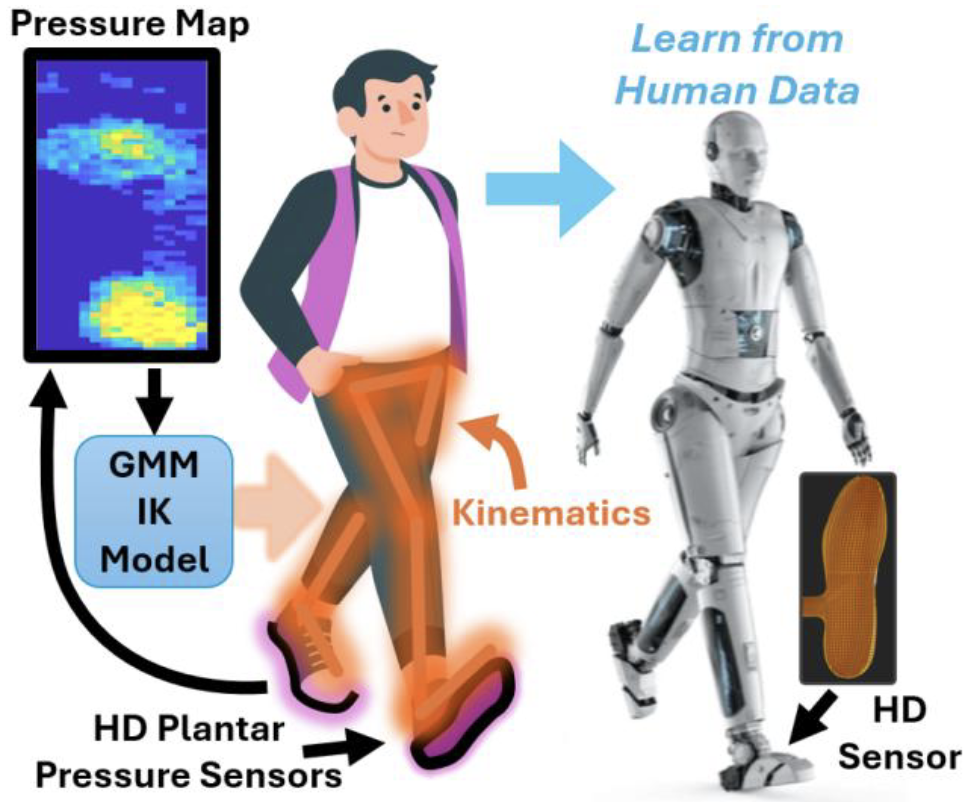 Pressure Map
Learn from
Human Data
GMM
IK
Model
Kinematics
HD Plantar
Pressure Sensors
HD
Sensor